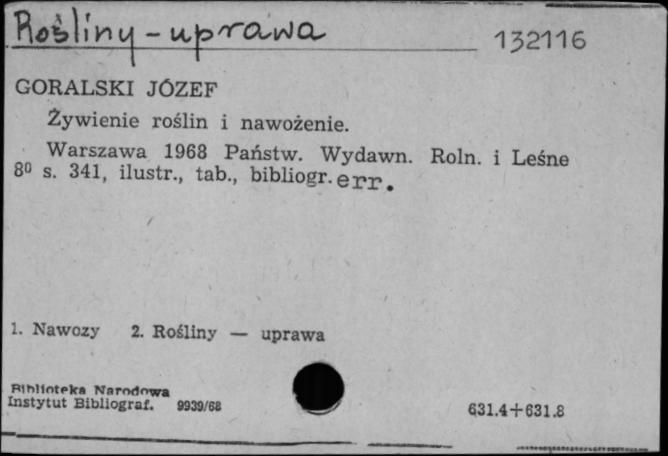 Rośliny - uprawa 132116
GORALSKI JÓZEF
Żywienie roślin i nawożenie.
Warszawa 1968 Państw. Wydawn. Roln. i Leśne
8⁰ s. 341, ilustr., tab., bibliogr. err.
1. Nawozy 2. Rośliny — uprawa
Biblioteka Narodowa
Instytut Bibliograf. 9939/68 631.4+631.8